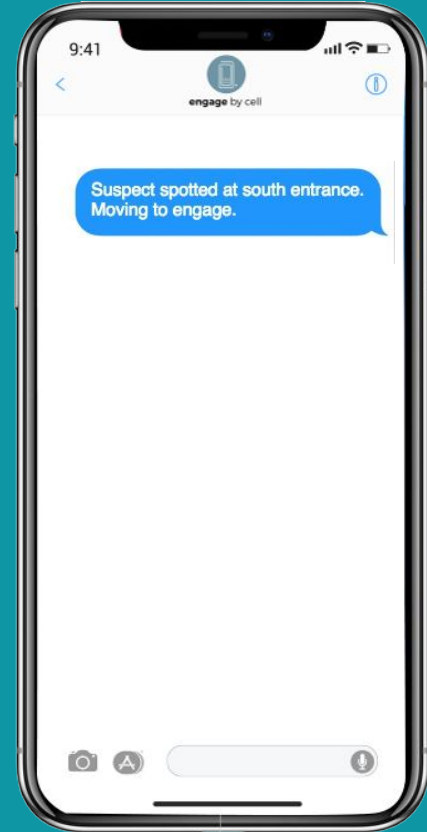 9:41
engage by cell
Suspect spotted at south entrance.
Moving to engage.